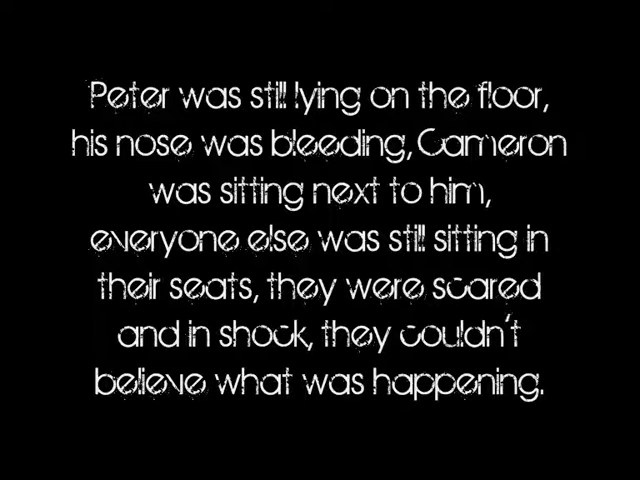 Peter was still lying on the floor,
his nose was bleeding, Cameron
was sitting next to him,
everyone else was still sitting in
their seats, they were scared
and in shock, they couldn't
believe what was happening.